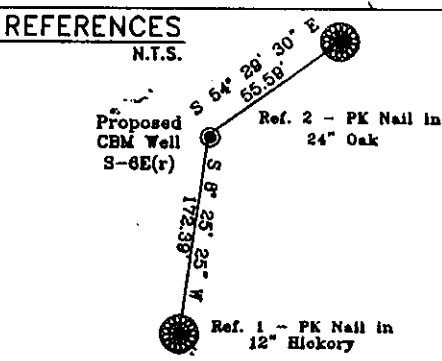 REFERENCES
N.T.S.
S 54° 29' 30" E
55.59'
Proposed
CBM Well
S-6E(r)
Ref. 2 - PK Nail in
24" Oak
S 8° 25' 25" W
172.39'
Ref. 1 - PK Nail in
12" Hickory